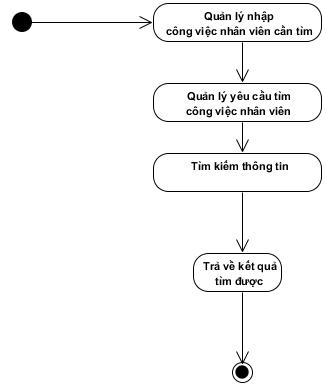 Quản lý nhập
công việc nhân viên cần tìm
Quản lý yêu cầu tìm
công việc nhân viên
Tìm kiếm thông tin
Trả về kết quả
tìm được